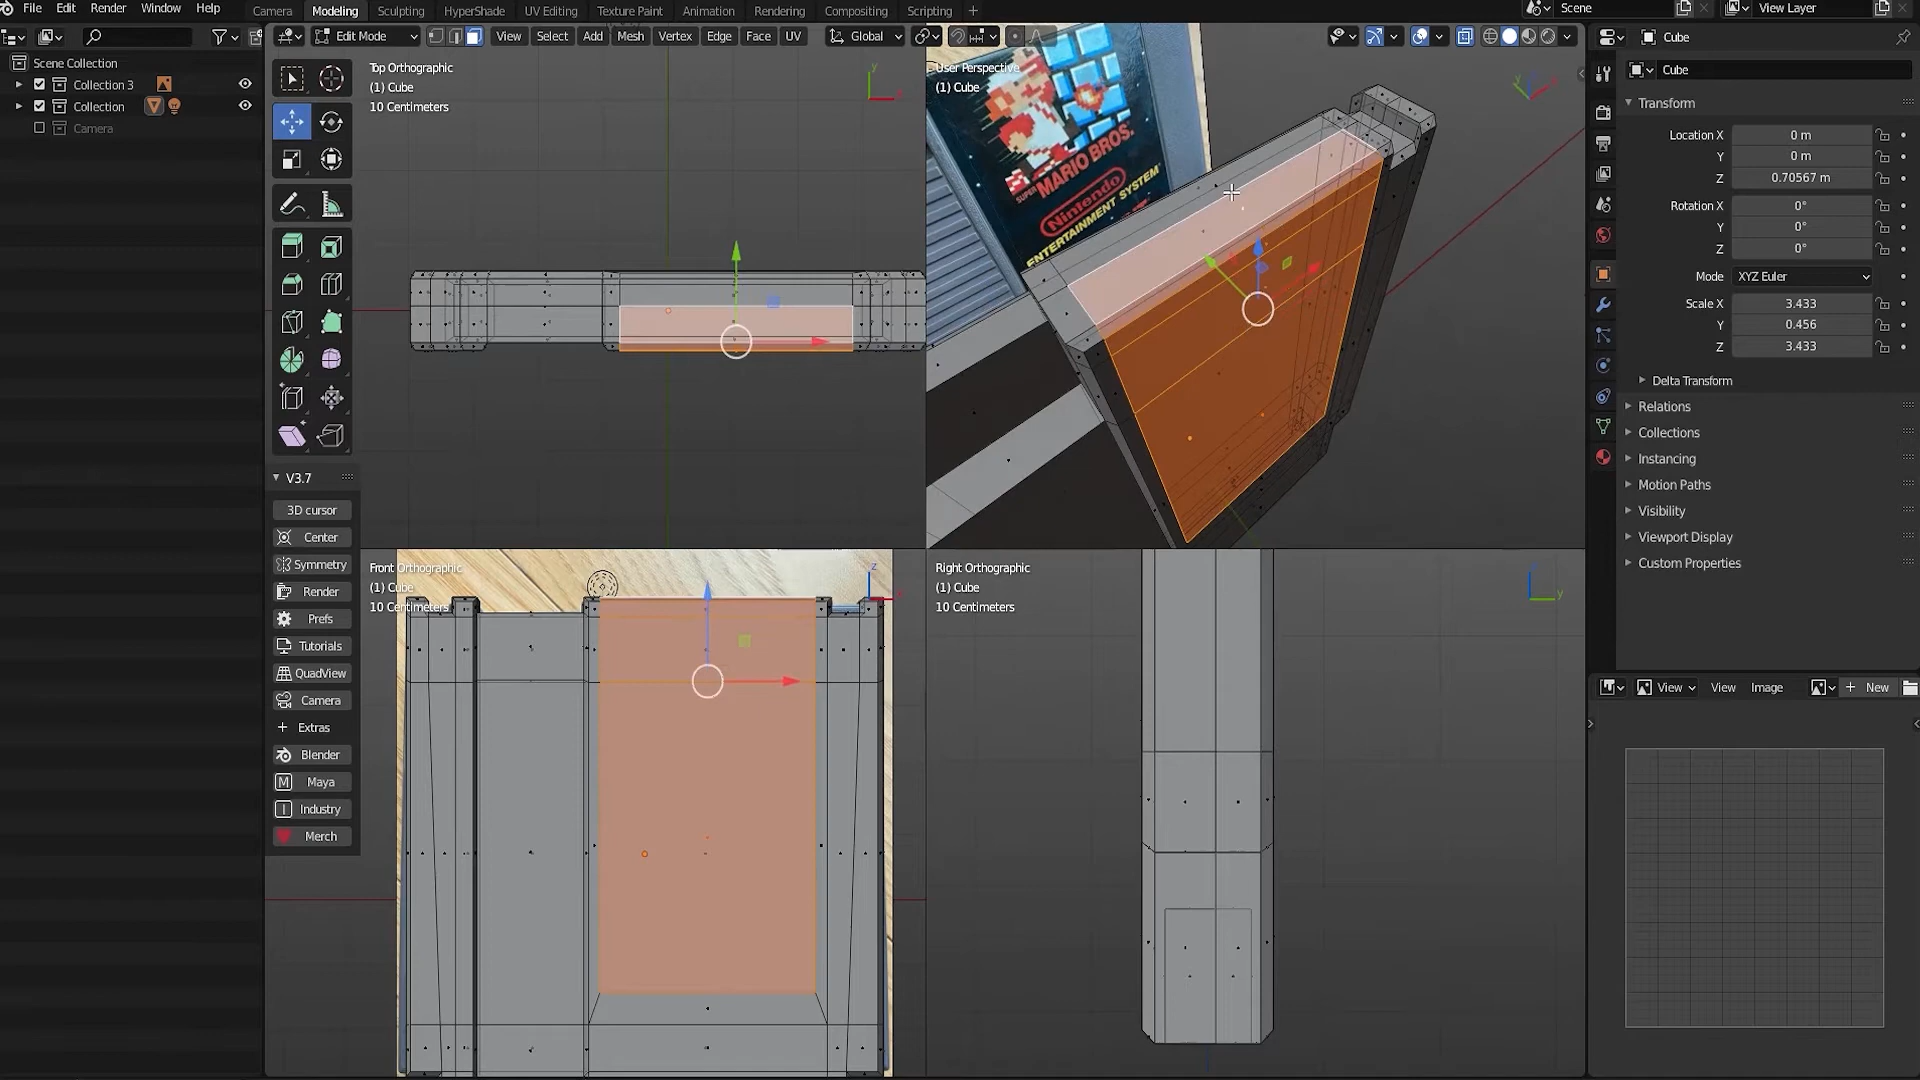 File Edit Render Window Help
Camera Modeling Sculpting HyperShade UV Editing Texture Paint Animation Rendering Compositing Scripting +
Scene
View Layer
Edit Mode View Select Add Mesh Vertex Edge Face UV Global
Scene Collection
Collection 3
Collection
Camera
Top Orthographic
(1) Cube
10 Centimeters
User Perspective
(1) Cube
SUPER
MARIO BROS.
Nintendo
ENTERTAINMENT SYSTEM
Front Orthographic
(1) Cube
10 Centimeters
Right Orthographic
(1) Cube
10 Centimeters
V3.7
3D cursor
Center
Symmetry
Render
Prefs
Tutorials
QuadView
Camera
+ Extras
Blender
M Maya
I Industry
Merch
Cube
Cube
Transform
Location X 0 m
Y 0 m
Z 0.70567 m
Rotation X 0°
Y 0°
Z 0°
Mode XYZ Euler
Scale X 3.433
Y 0.456
Z 3.433
Delta Transform
Relations
Collections
Instancing
Motion Paths
Visibility
Viewport Display
Custom Properties
View View Image + New